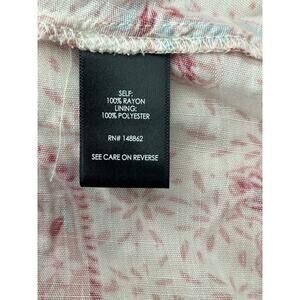 SELF:
100% RAYON
LINING:
100% POLYESTER
RN# 148862
SEE CARE ON REVERSE